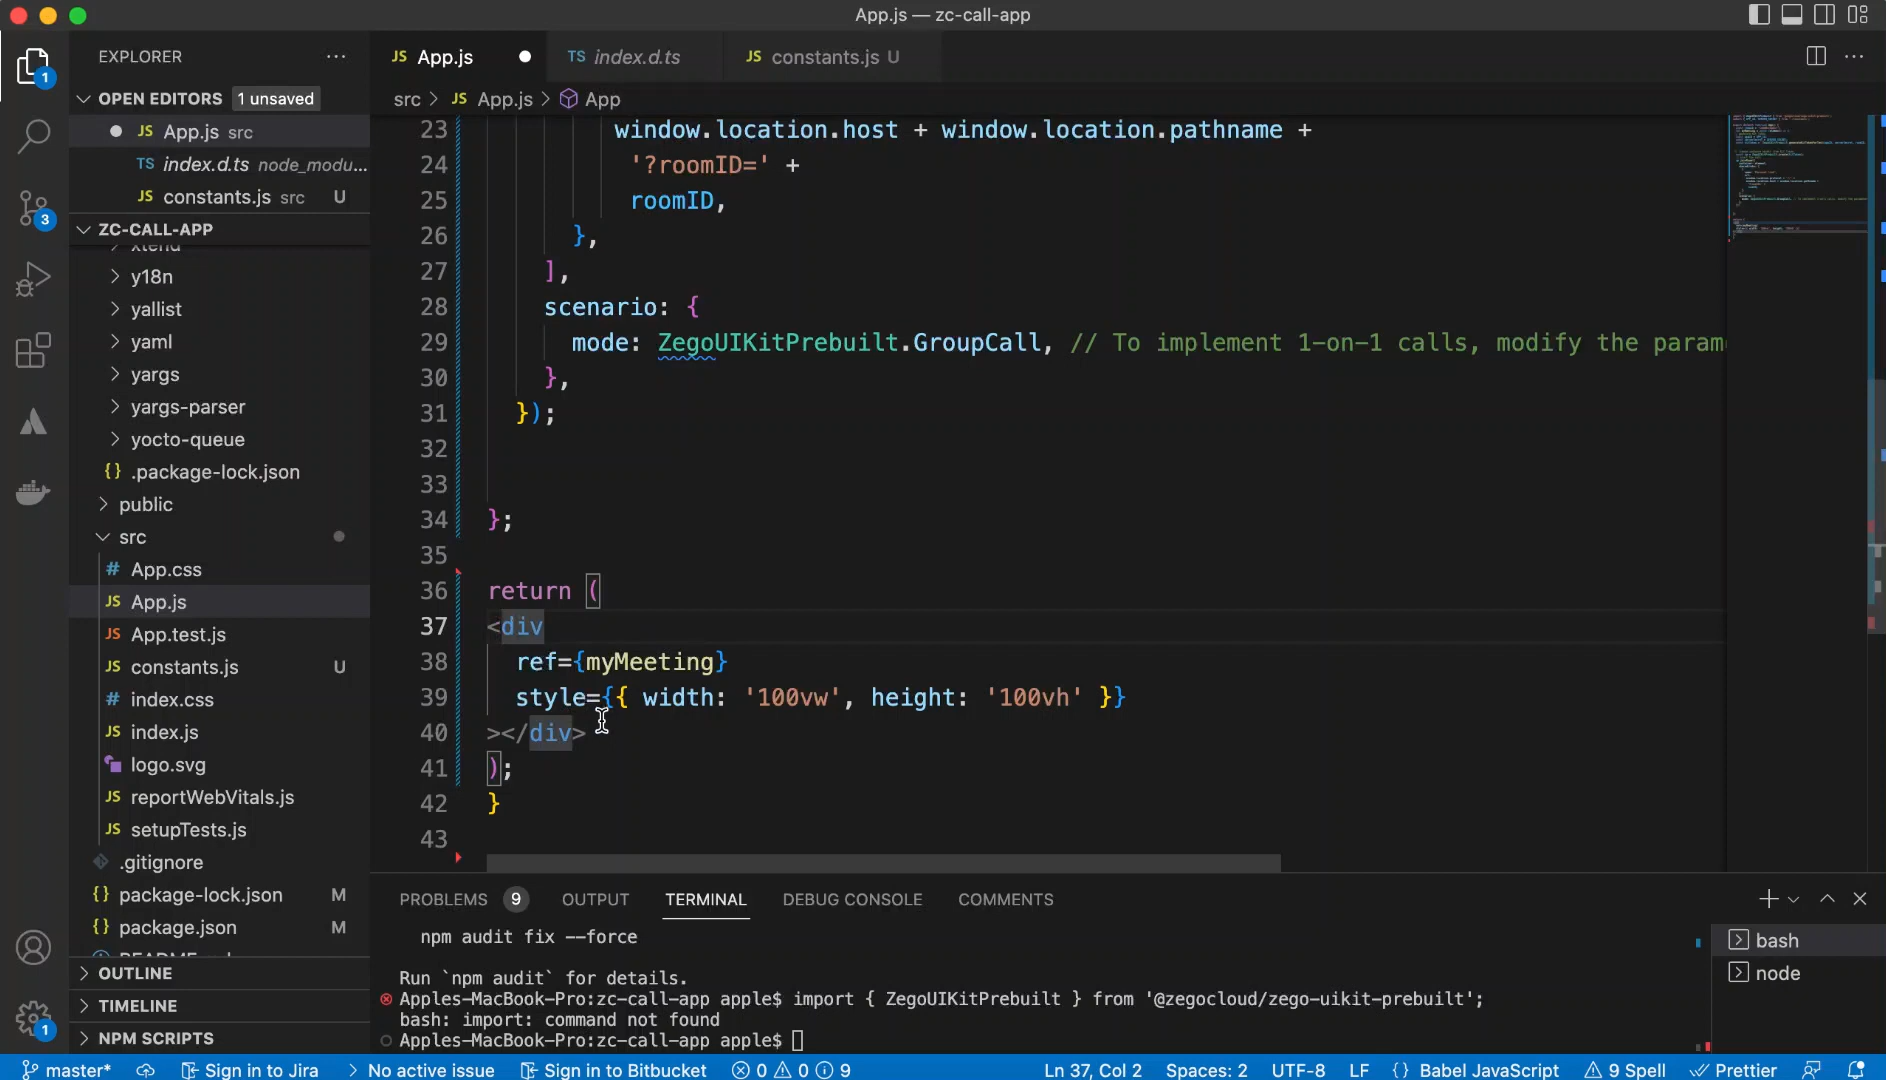 App.js — zc-call-app
1
3
1
EXPLORER
OPEN EDITORS 1 unsaved
JS App.js src
TS index.d.ts node_modu...
JS constants.js src U
ZC-CALL-APP
xtend
y18n
yallist
yaml
yargs
yargs-parser
yocto-queue
{} .package-lock.json
public
src
# App.css
JS App.js
JS App.test.js
JS constants.js U
# index.css
JS index.js
logo.svg
JS reportWebVitals.js
JS setupTests.js
.gitignore
{} package-lock.json M
{} package.json M
OUTLINE
TIMELINE
NPM SCRIPTS
JS App.js
TS index.d.ts
JS constants.js U
src > JS App.js > App
23 window.location.host + window.location.pathname +
24 '?roomID=' +
25 roomID,
26 },
27 ],
28 scenario: {
29 mode: ZegoUIKitPrebuilt.GroupCall, // To implement 1-on-1 calls, modify the param
30 },
31 });
32
33
34 };
35
36 return (
37 <div
38 ref={myMeeting}
39 style={{ width: '100vw', height: '100vh' }}
40 ></div>
41 );
42 }
43
PROBLEMS 9 OUTPUT TERMINAL DEBUG CONSOLE COMMENTS
npm audit fix --force
Run `npm audit` for details.
Apples-MacBook-Pro:zc-call-app apple$ import { ZegoUIKitPrebuilt } from '@zegocloud/zego-uikit-prebuilt';
bash: import: command not found
Apples-MacBook-Pro:zc-call-app apple$
bash
node
master* Sign in to Jira > No active issue Sign in to Bitbucket 0 0 9 Ln 37, Col 2 Spaces: 2 UTF-8 LF {} Babel JavaScript 9 Spell Prettier